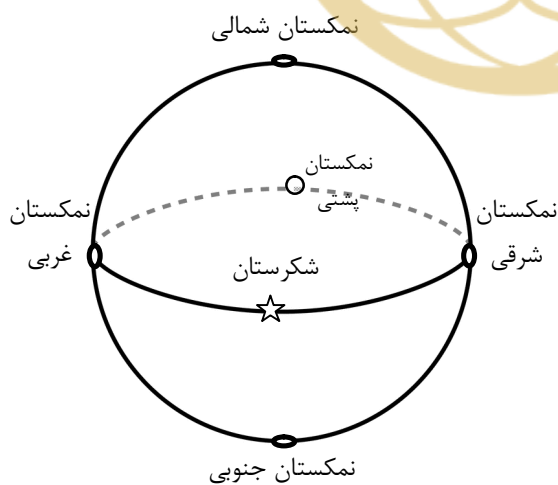 نمکستان شمالی
نمکستان
پشتی
نمکستان
شرقی
نمکستان
غربی
شکرستان
نمکستان جنوبی